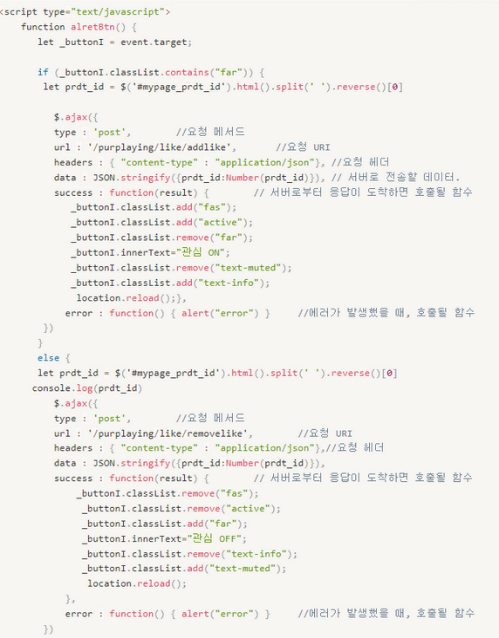 <script type="text/javascript">
function alretBtn() {
let _buttonI = event.target;
if (_buttonI.classList.contains("far")) {
let prdt_id = $('#mypage_prdt_id').html().split(' ').reverse()[0]
$.ajax({
type : 'post', //요청 메서드
url : '/purplaying/like/addlike', //요청 URI
headers : { "content-type" : "application/json"}, //요청 헤더
data : JSON.stringify({prdt_id:Number(prdt_id)}), // 서버로 전송할 데이터.
success : function(result) { // 서버로부터 응답이 도착하면 호출될 함수
_buttonI.classList.add("fas");
_buttonI.classList.add("active");
_buttonI.classList.remove("far");
_buttonI.innerText="관심 ON";
_buttonI.classList.remove("text-muted");
_buttonI.classList.add("text-info");
location.reload();},
error : function() { alert("error") } //에러가 발생했을 때, 호출될 함수
})
}
else {
let prdt_id = $('#mypage_prdt_id').html().split(' ').reverse()[0]
console.log(prdt_id)
$.ajax({
type : 'post', //요청 메서드
url : '/purplaying/like/removelike', //요청 URI
headers : { "content-type" : "application/json"},//요청 헤더
data : JSON.stringify({prdt_id:Number(prdt_id)}),
success : function(result) { // 서버로부터 응답이 도착하면 호출될 함수
_buttonI.classList.remove("fas");
_buttonI.classList.remove("active");
_buttonI.classList.add("far");
_buttonI.innerText="관심 OFF";
_buttonI.classList.remove("text-info");
_buttonI.classList.add("text-muted");
location.reload();
},
error : function() { alert("error") } //에러가 발생했을 때, 호출될 함수
})